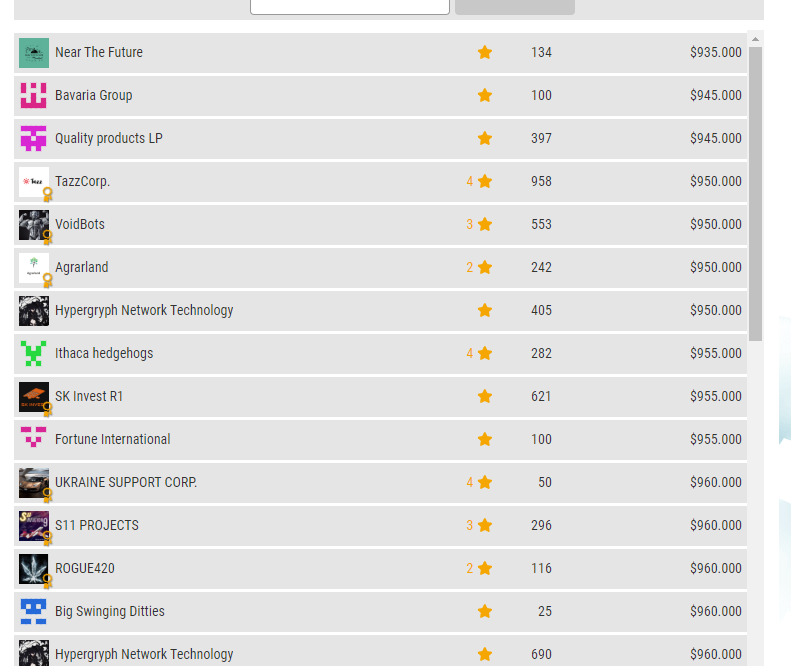 Near The Future 134 $935.000
Bavaria Group 100 $945.000
Quality products LP 397 $945.000
Tazz TazzCorp. 4 958 $950.000
VoidBots 3 553 $950.000
Agrarland 2 242 $950.000
Hypergryph Network Technology 405 $950.000
Ithaca hedgehogs 4 282 $955.000
SK Invest R1 621 $955.000
Fortune International 100 $955.000
UKRAINE SUPPORT CORP. 4 50 $960.000
S11 PROJECTS 3 296 $960.000
ROGUE420 2 116 $960.000
Big Swinging Ditties 25 $960.000
Hypergryph Network Technology 690 $960.000